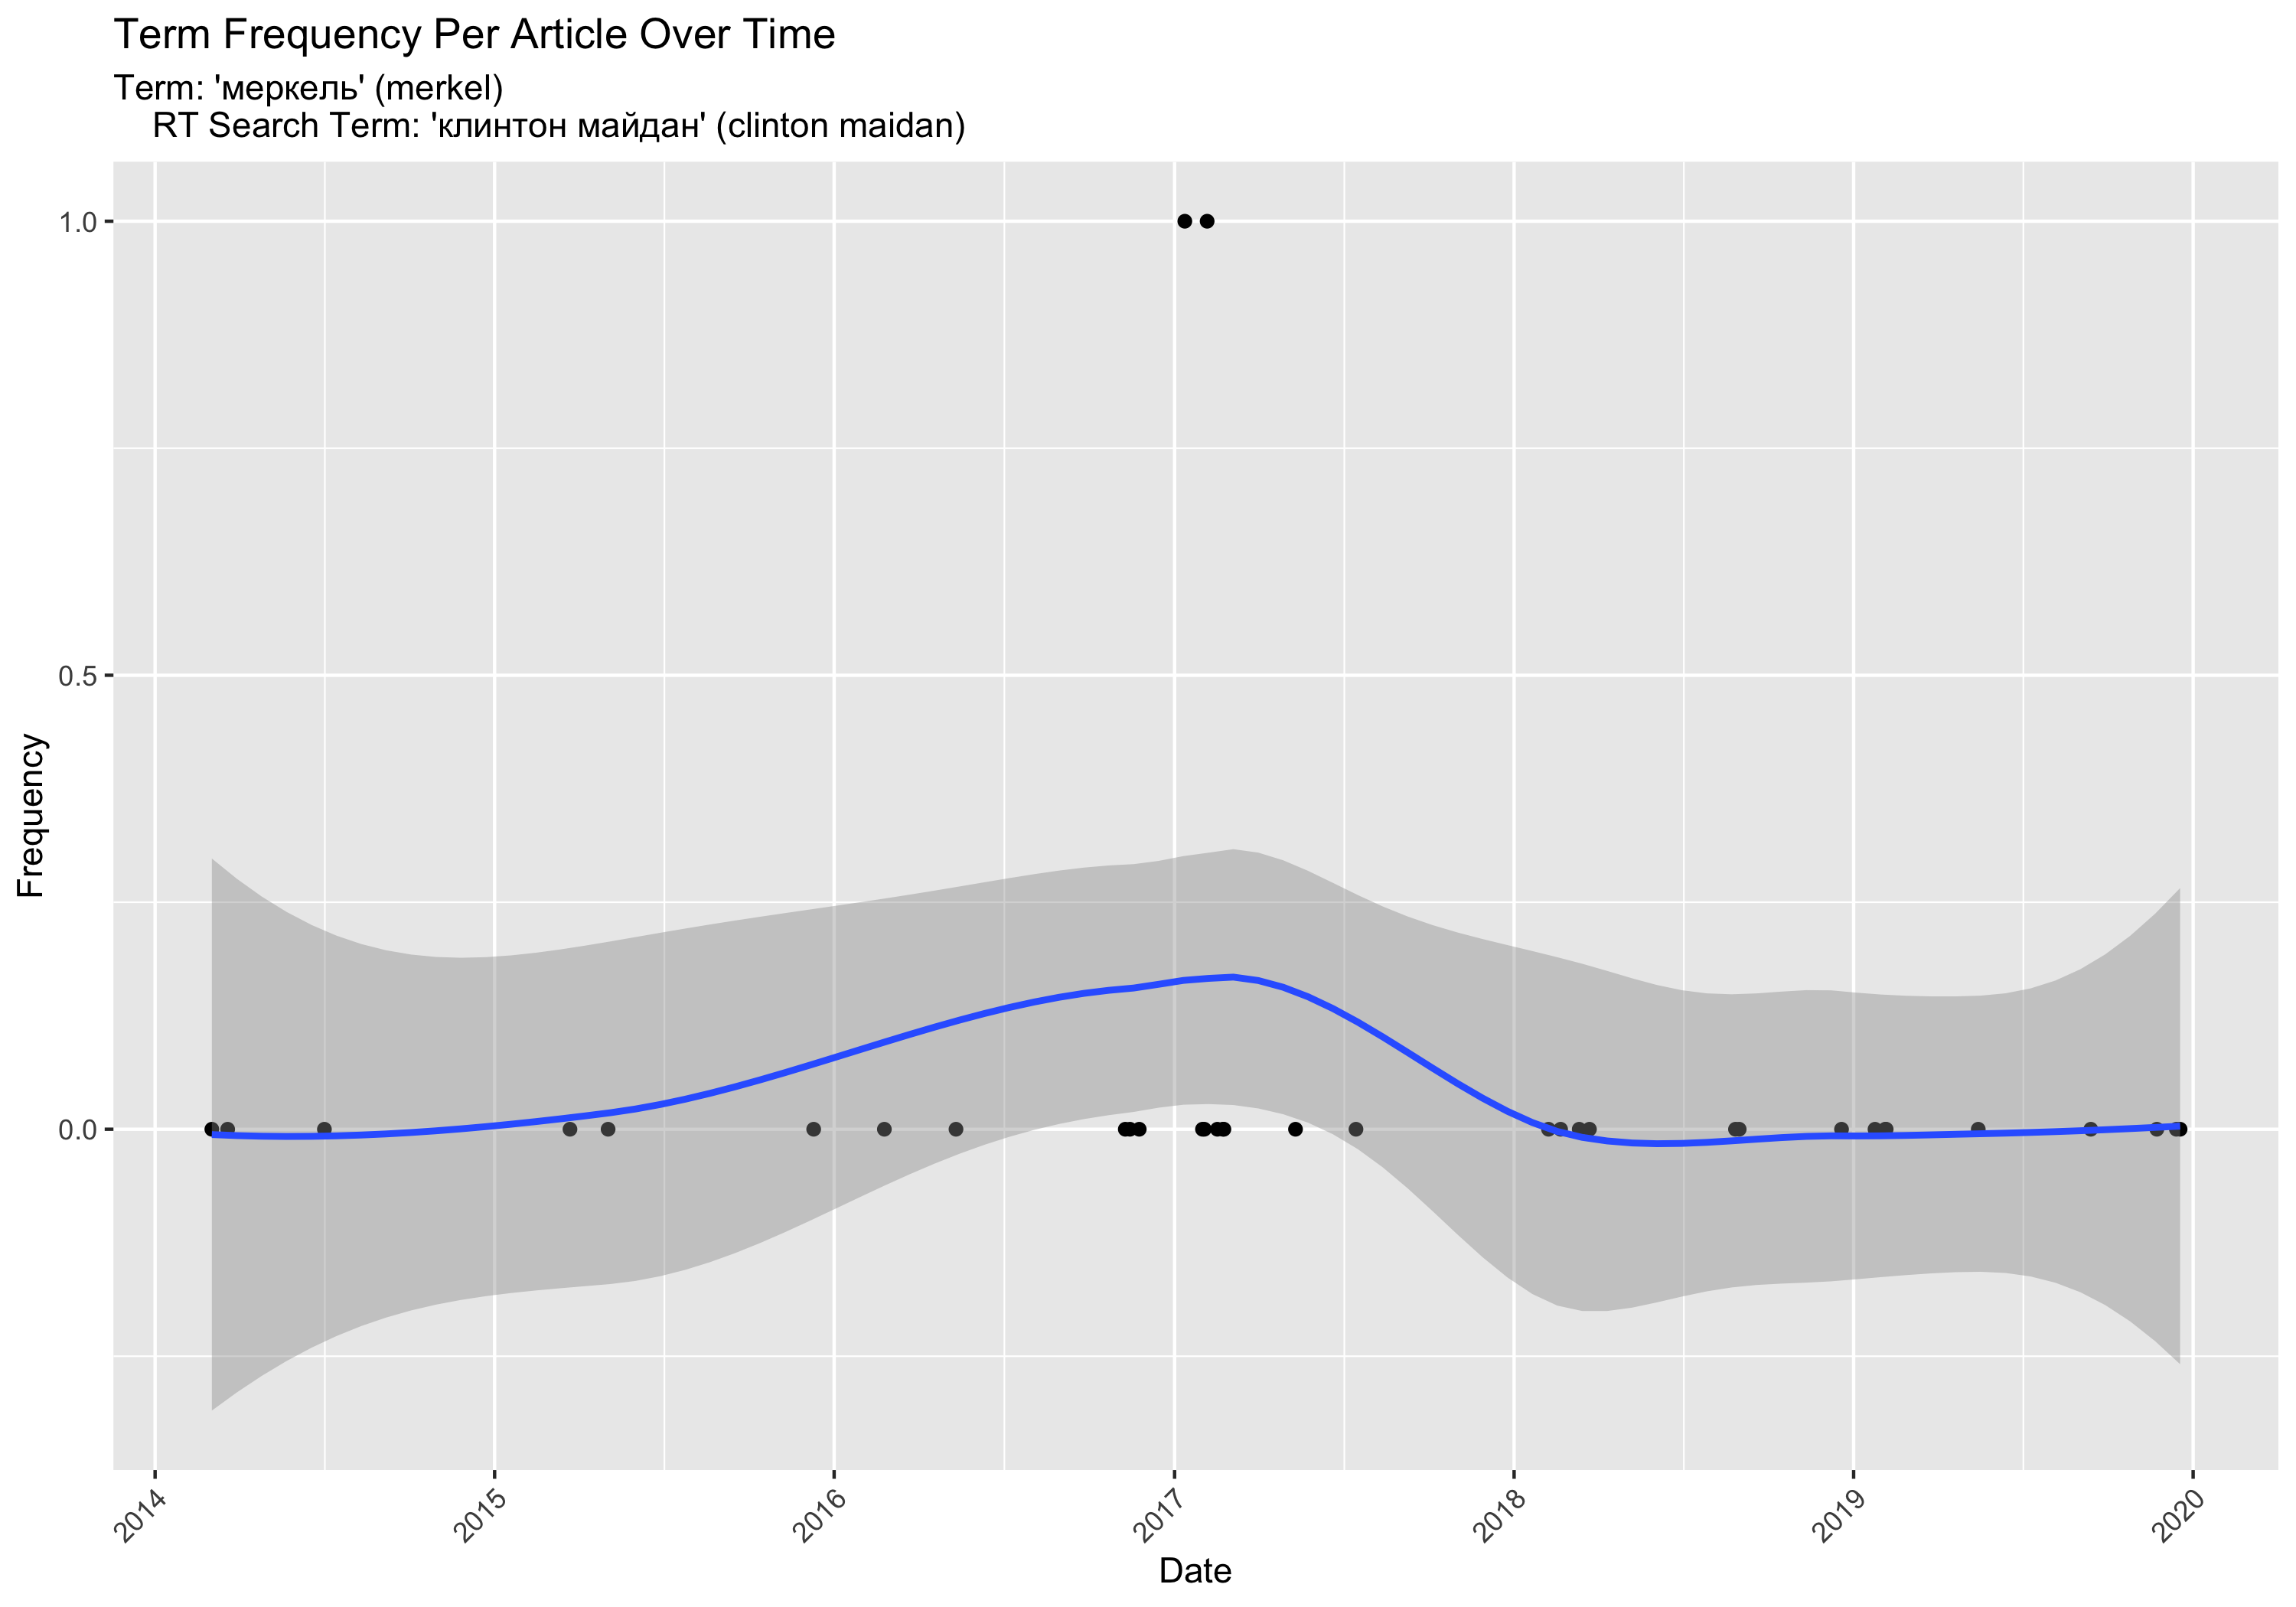 Term Frequency Per Article Over Time
Term: 'меркель' (merkel)
RT Search Term: 'клинтон майдан' (clinton maidan)
1.0
0.5
0.0
Frequency
2014
2015
2016
2017
2018
2019
2020
Date